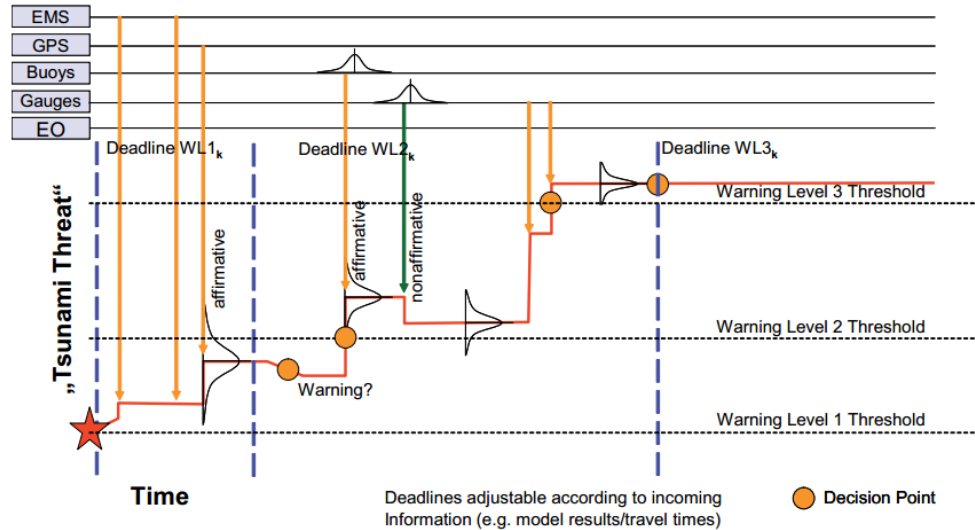 EMS
GPS
Buoys
Gauges
EO
Deadline WL1k
Deadline WL2k
Deadline WL3k
„Tsunami Threat“
affirmative
affirmative
nonaffirmative
Warning Level 3 Threshold
Warning Level 2 Threshold
Warning?
Warning Level 1 Threshold
Time
Deadlines adjustable according to incoming
Information (e.g. model results/travel times)
Decision Point